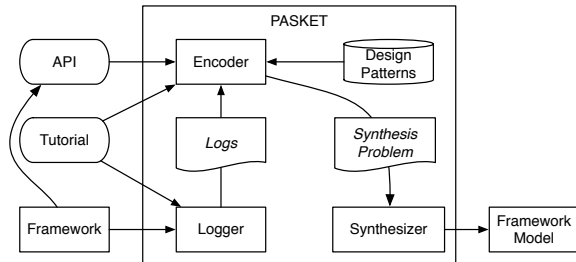 PASKET
API
Encoder
Design
Patterns
Tutorial
Logs
Synthesis
Problem
Framework
Logger
Synthesizer
Framework
Model